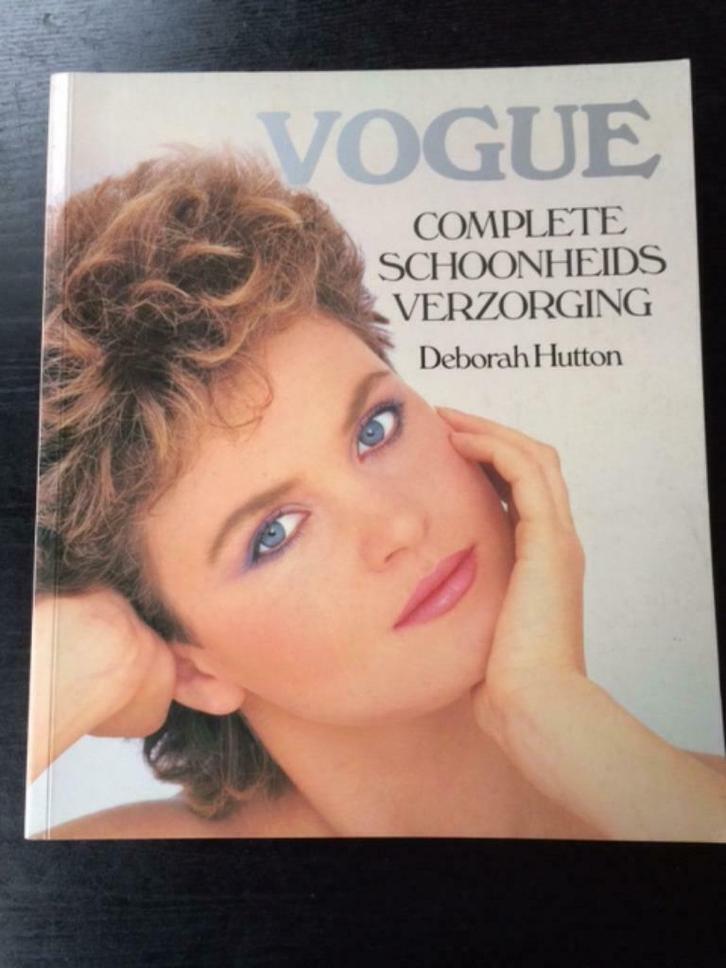 VOGUE
COMPLETE
SCHOONHEIDS
VERZORGING
Deborah Hutton